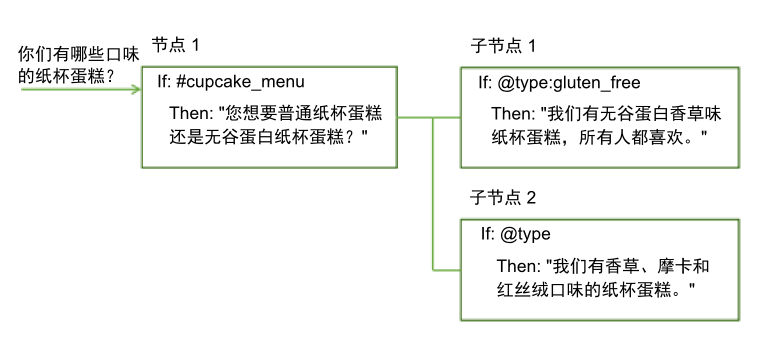 你们有哪些口味
的纸杯蛋糕？
节点 1
If: #cupcake_menu
Then: "您想要普通纸杯蛋糕
还是无谷蛋白纸杯蛋糕？"
子节点 1
If: @type:gluten_free
Then: "我们有无谷蛋白香草味
纸杯蛋糕，所有人都喜欢。"
子节点 2
If: @type
Then: "我们有香草、摩卡和
红丝绒口味的纸杯蛋糕。"